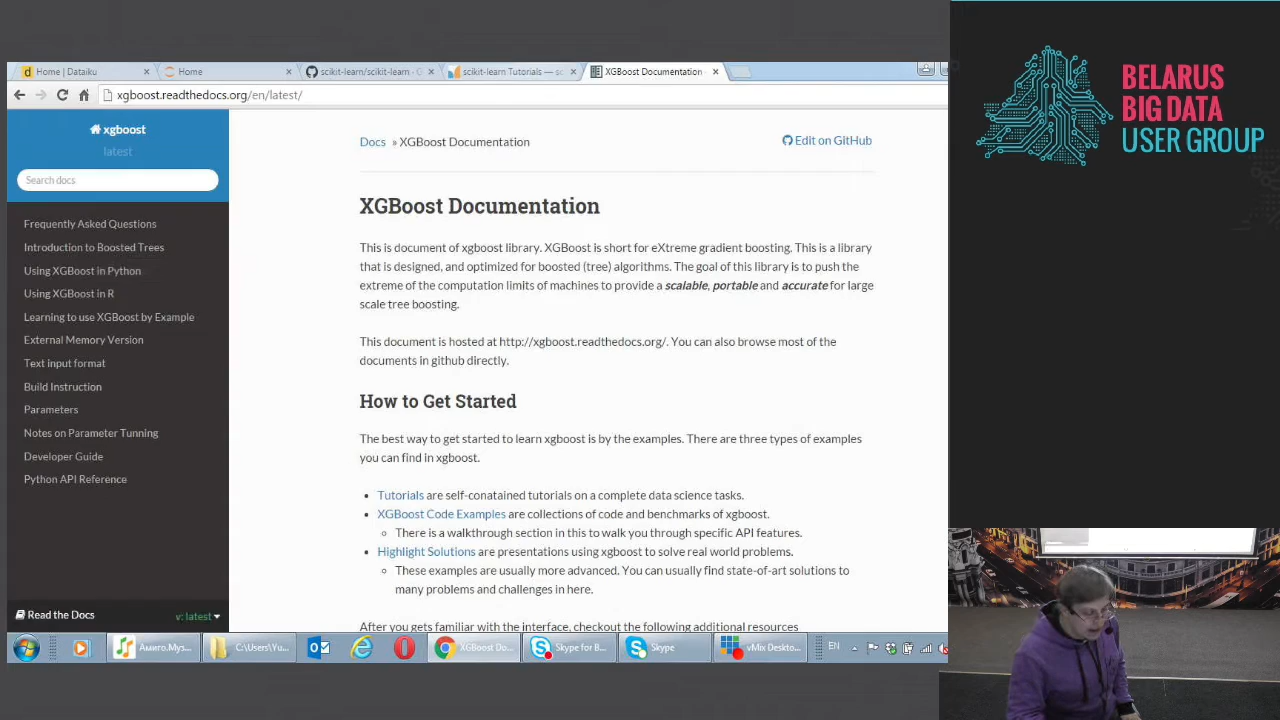 Home | Dataiku
Home
scikit-learn/scikit-learn · G
scikit-learn Tutorials — sc
XGBoost Documentation
xgboost.readthedocs.org/en/latest/
xgboost
latest
Search docs
Frequently Asked Questions
Introduction to Boosted Trees
Using XGBoost in Python
Using XGBoost in R
Learning to use XGBoost by Example
External Memory Version
Text input format
Build Instruction
Parameters
Notes on Parameter Tunning
Developer Guide
Python API Reference
Read the Docs
v: latest
Docs » XGBoost Documentation
Edit on GitHub
XGBoost Documentation
This is document of xgboost library. XGBoost is short for eXtreme gradient boosting. This is a library
that is designed, and optimized for boosted (tree) algorithms. The goal of this library is to push the
extreme of the computation limits of machines to provide a scalable, portable and accurate for large
scale tree boosting.
This document is hosted at http://xgboost.readthedocs.org/. You can also browse most of the
documents in github directly.
How to Get Started
The best way to get started to learn xgboost is by the examples. There are three types of examples
you can find in xgboost.
• Tutorials are self-conatained tutorials on a complete data science tasks.
• XGBoost Code Examples are collections of code and benchmarks of xgboost.
◦ There is a walkthrough section in this to walk you through specific API features.
• Highlight Solutions are presentations using xgboost to solve real world problems.
◦ These examples are usually more advanced. You can usually find state-of-art solutions to
many problems and challenges in here.
After you gets familiar with the interface, checkout the following additional resources
Амиго.Муз...
C:\Users\Yu...
XGBoost Do...
Skype for B...
Skype
vMix Deskto...
EN
BELARUS
BIG DATA
USER GROUP